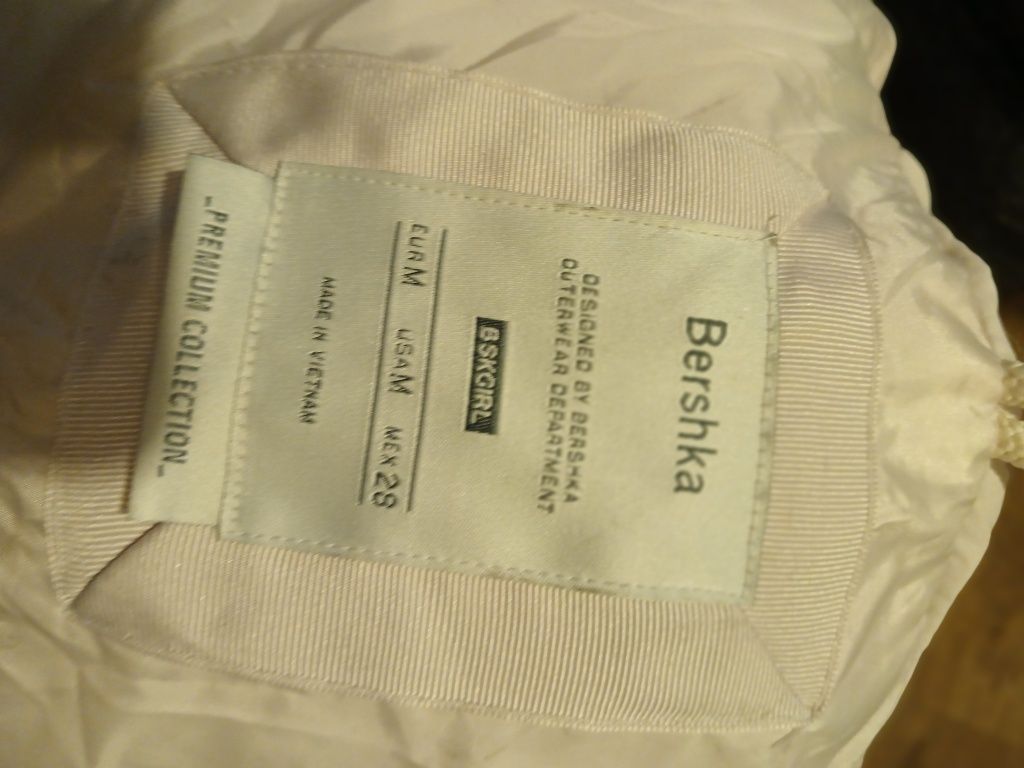 Bershka
DESIGNED BY BERSHKA
OUTERWEAR DEPARTMENT
BSKGIRL
EUR M USA M MEX 28
MADE IN VIETNAM
_PREMIUM COLLECTION_